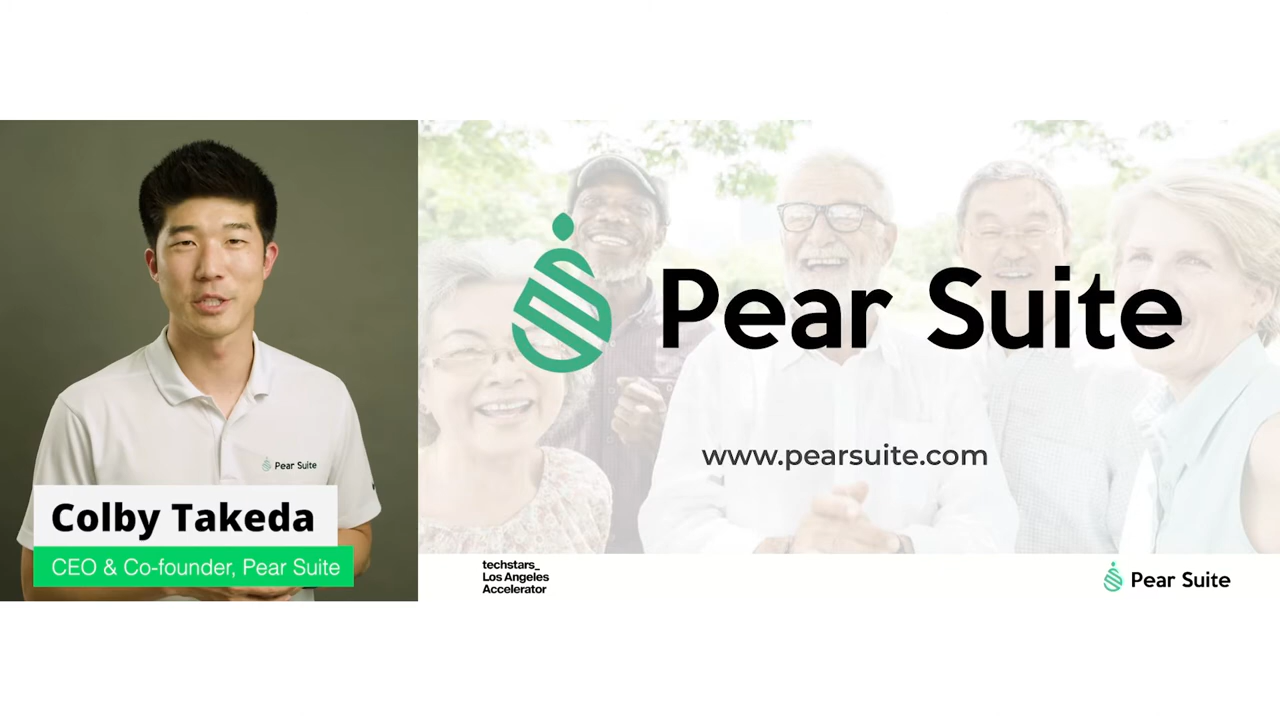 Pear Suite
Colby Takeda
CEO & Co-founder, Pear Suite
Pear Suite
www.pearsuite.com
techstars_
Los Angeles
Accelerator
Pear Suite